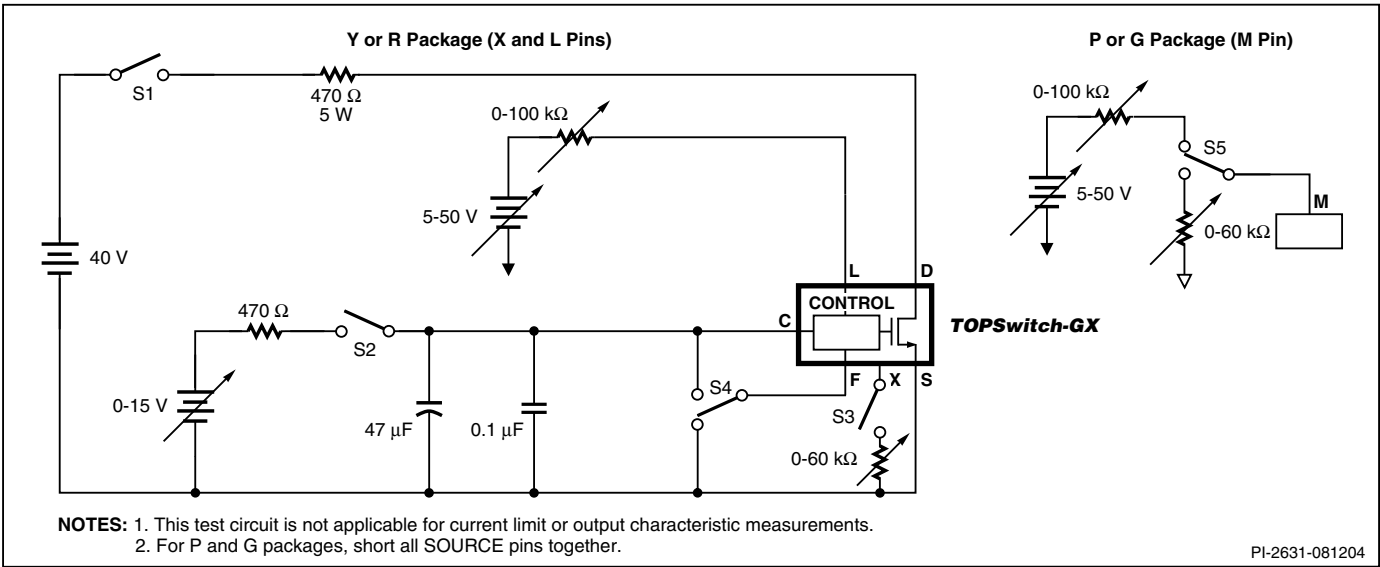 Y or R Package (X and L Pins)
P or G Package (M Pin)
S1
470 Ω
5 W
0-100 kΩ
5-50 V
40 V
0-100 kΩ
S5
5-50 V
M
0-60 kΩ
L
D
CONTROL
C
TOPSwitch-GX
470 Ω
S2
0-15 V
47 μF
0.1 μF
S4
F
X
S
S3
0-60 kΩ
NOTES: 1. This test circuit is not applicable for current limit or output characteristic measurements.
2. For P and G packages, short all SOURCE pins together.
PI-2631-081204